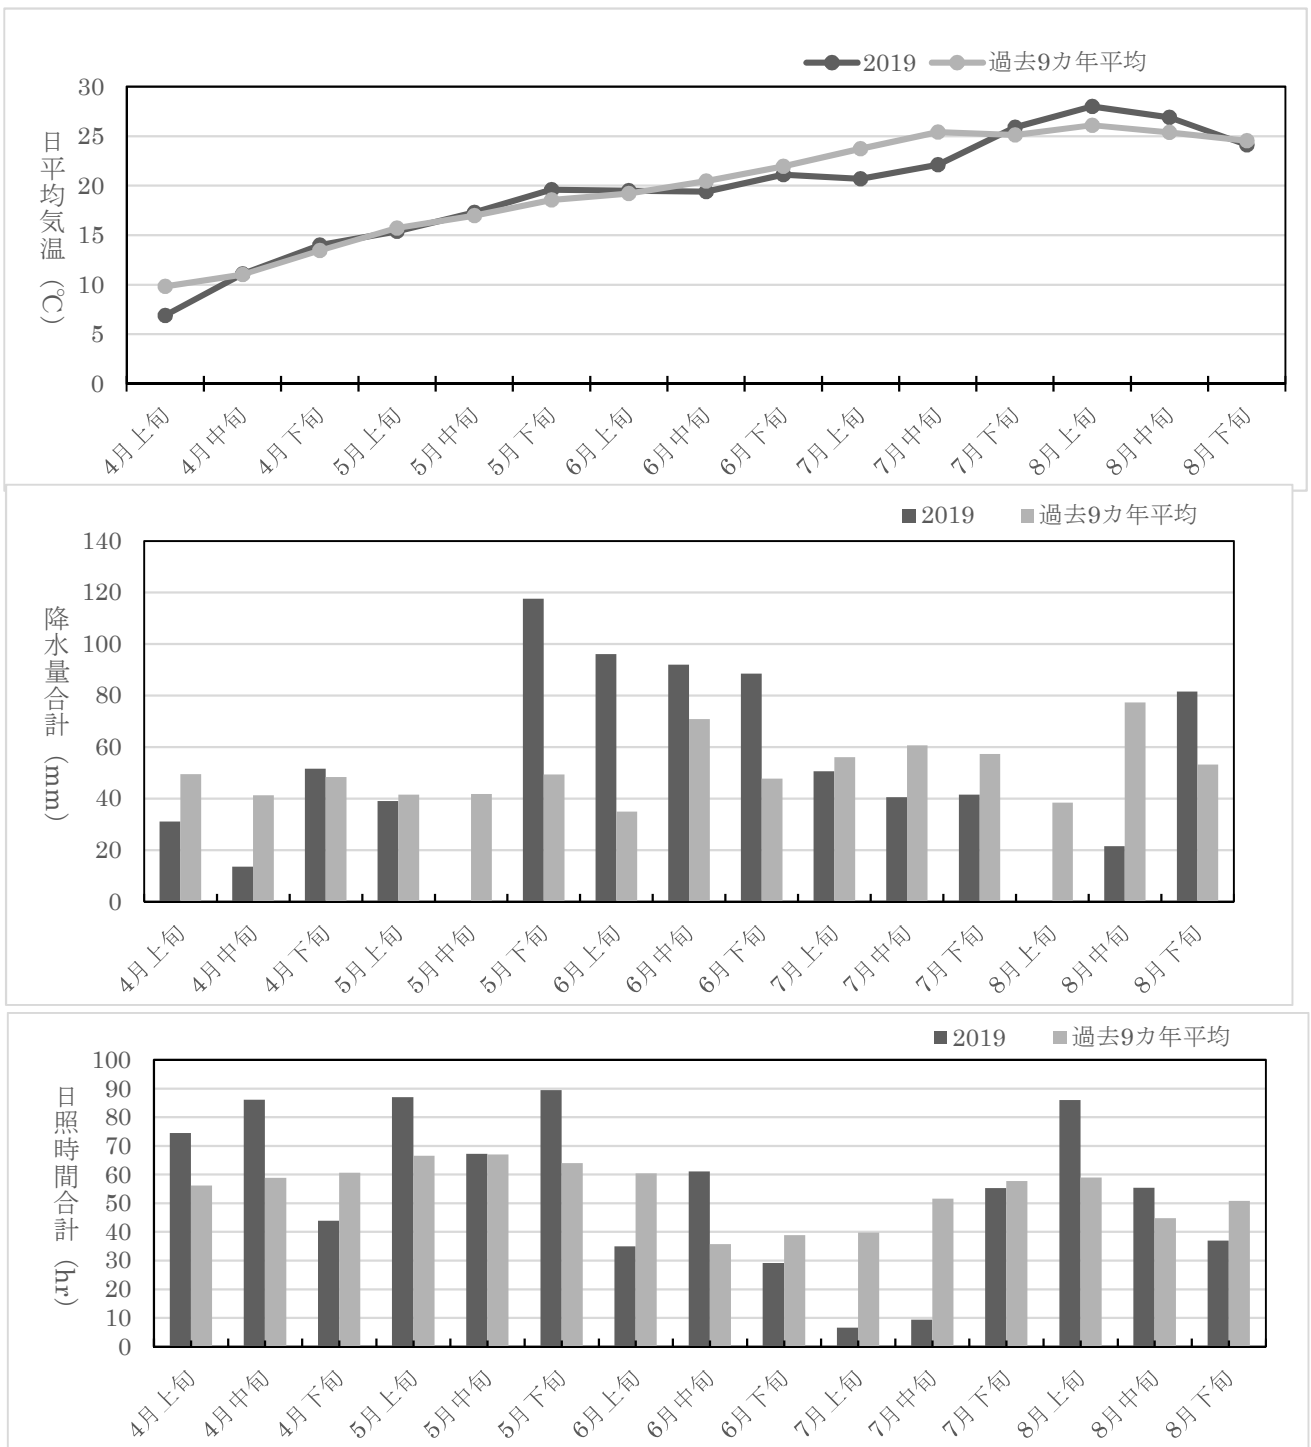 2019 過去9カ年平均
日平均気温（℃）
30
25
20
15
10
5
0
4月上旬 4月中旬 4月下旬 5月上旬 5月中旬 5月下旬 6月上旬 6月中旬 6月下旬 7月上旬 7月中旬 7月下旬 8月上旬 8月中旬 8月下旬
2019 過去9カ年平均
降水量合計（mm）
140
120
100
80
60
40
20
0
4月上旬 4月中旬 4月下旬 5月上旬 5月中旬 5月下旬 6月上旬 6月中旬 6月下旬 7月上旬 7月中旬 7月下旬 8月上旬 8月中旬 8月下旬
2019 過去9カ年平均
日照時間合計（hr）
100
90
80
70
60
50
40
30
20
10
0
4月上旬 4月中旬 4月下旬 5月上旬 5月中旬 5月下旬 6月上旬 6月中旬 6月下旬 7月上旬 7月中旬 7月下旬 8月上旬 8月中旬 8月下旬